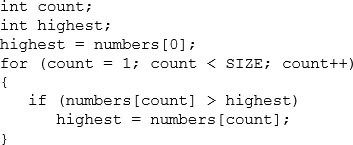 int count;
int highest;
highest = numbers[0];
for (count = 1; count < SIZE; count++)
{
   if (numbers[count] > highest)
      highest = numbers[count];
}